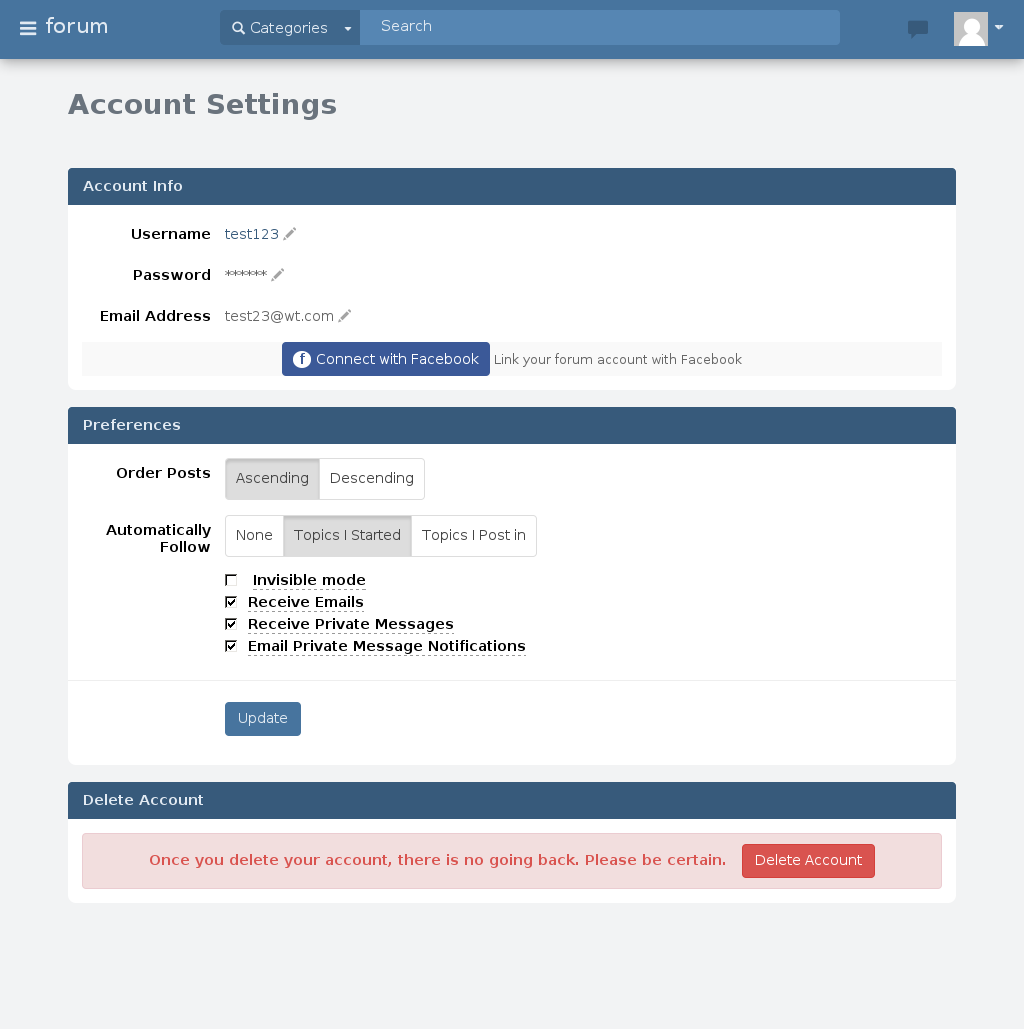 forum
Categories
Search
Account Settings
Account Info
Username test123
Password ******
Email Address test23@wt.com
f Connect with Facebook Link your forum account with Facebook
Preferences
Order Posts Ascending Descending
Automatically Follow None Topics I Started Topics I Post in
Invisible mode
Receive Emails
Receive Private Messages
Email Private Message Notifications
Update
Delete Account
Once you delete your account, there is no going back. Please be certain. Delete Account